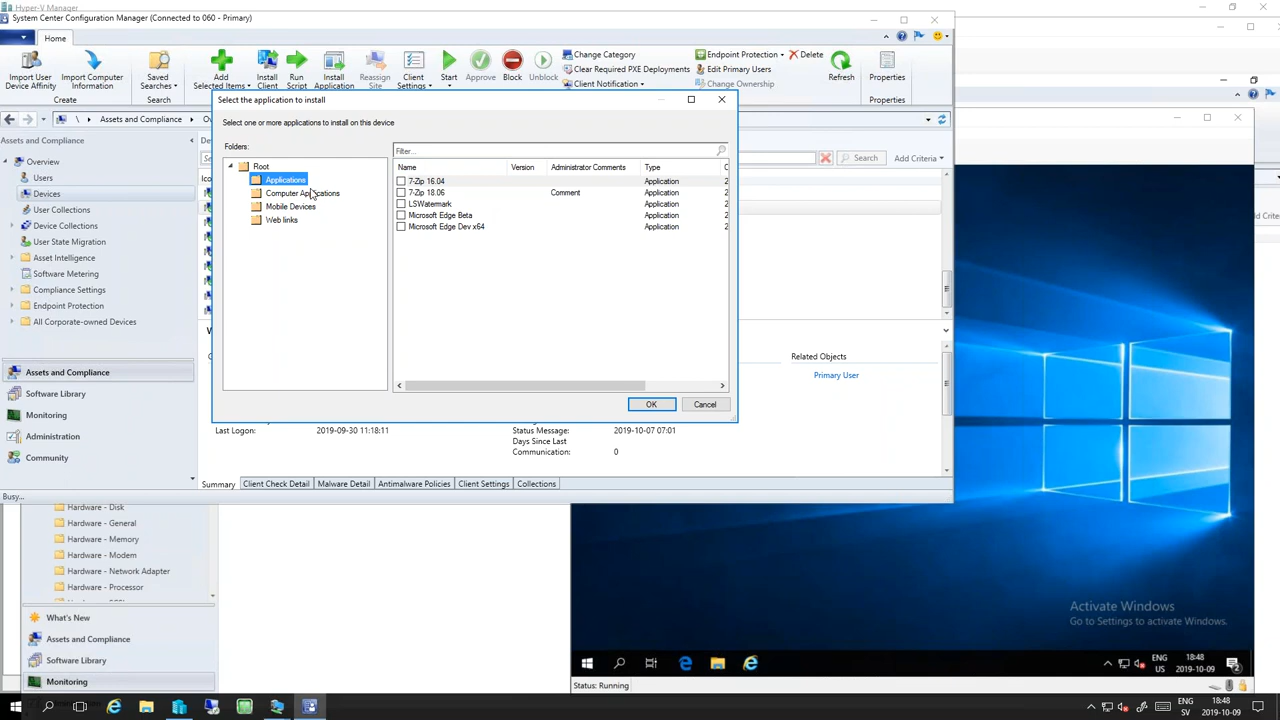 Hyper-V Manager
System Center Configuration Manager (Connected to 060 - Primary)
Home
Import User
Device Affinity
Import Computer
Information
Create
Saved
Searches
Search
Add
Selected Items
Install
Client
Run
Script
Install
Application
Reassign
Site
Client
Settings
Start
Approve
Block
Unblock
Change Category
Clear Required PXE Deployments
Client Notification
Endpoint Protection
Edit Primary Users
Change Ownership
Delete
Refresh
Properties
Properties
\ Assets and Compliance
Assets and Compliance
Overview
Users
Devices
User Collections
Device Collections
User State Migration
Asset Intelligence
Software Metering
Compliance Settings
Endpoint Protection
All Corporate-owned Devices
Assets and Compliance
Software Library
Monitoring
Administration
Community
Busy...
Select the application to install
Select one or more applications to install on this device
Folders:
Root
Applications
Computer Applications
Mobile Devices
Web links
Filter...
Name Version Administrator Comments Type
7-Zip 16.04 Application
7-Zip 18.06 Comment Application
LSWatermark Application
Microsoft Edge Beta Application
Microsoft Edge Dev x64 Application
OK Cancel
Search
Add Criteria
Related Objects
Primary User
Last Logon: 2019-09-30 11:18:11
Status Message: 2019-10-07 07:01
Days Since Last
Communication: 0
Summary Client Check Detail Malware Detail Antimalware Policies Client Settings Collections
Hardware - Disk
Hardware - General
Hardware - Memory
Hardware - Modem
Hardware - Network Adapter
Hardware - Processor
What's New
Assets and Compliance
Software Library
Monitoring
Activate Windows
Go to Settings to activate Windows.
ENG
US
18:48
2019-10-09
2
Status: Running
ENG
SV
18:48
2019-10-09